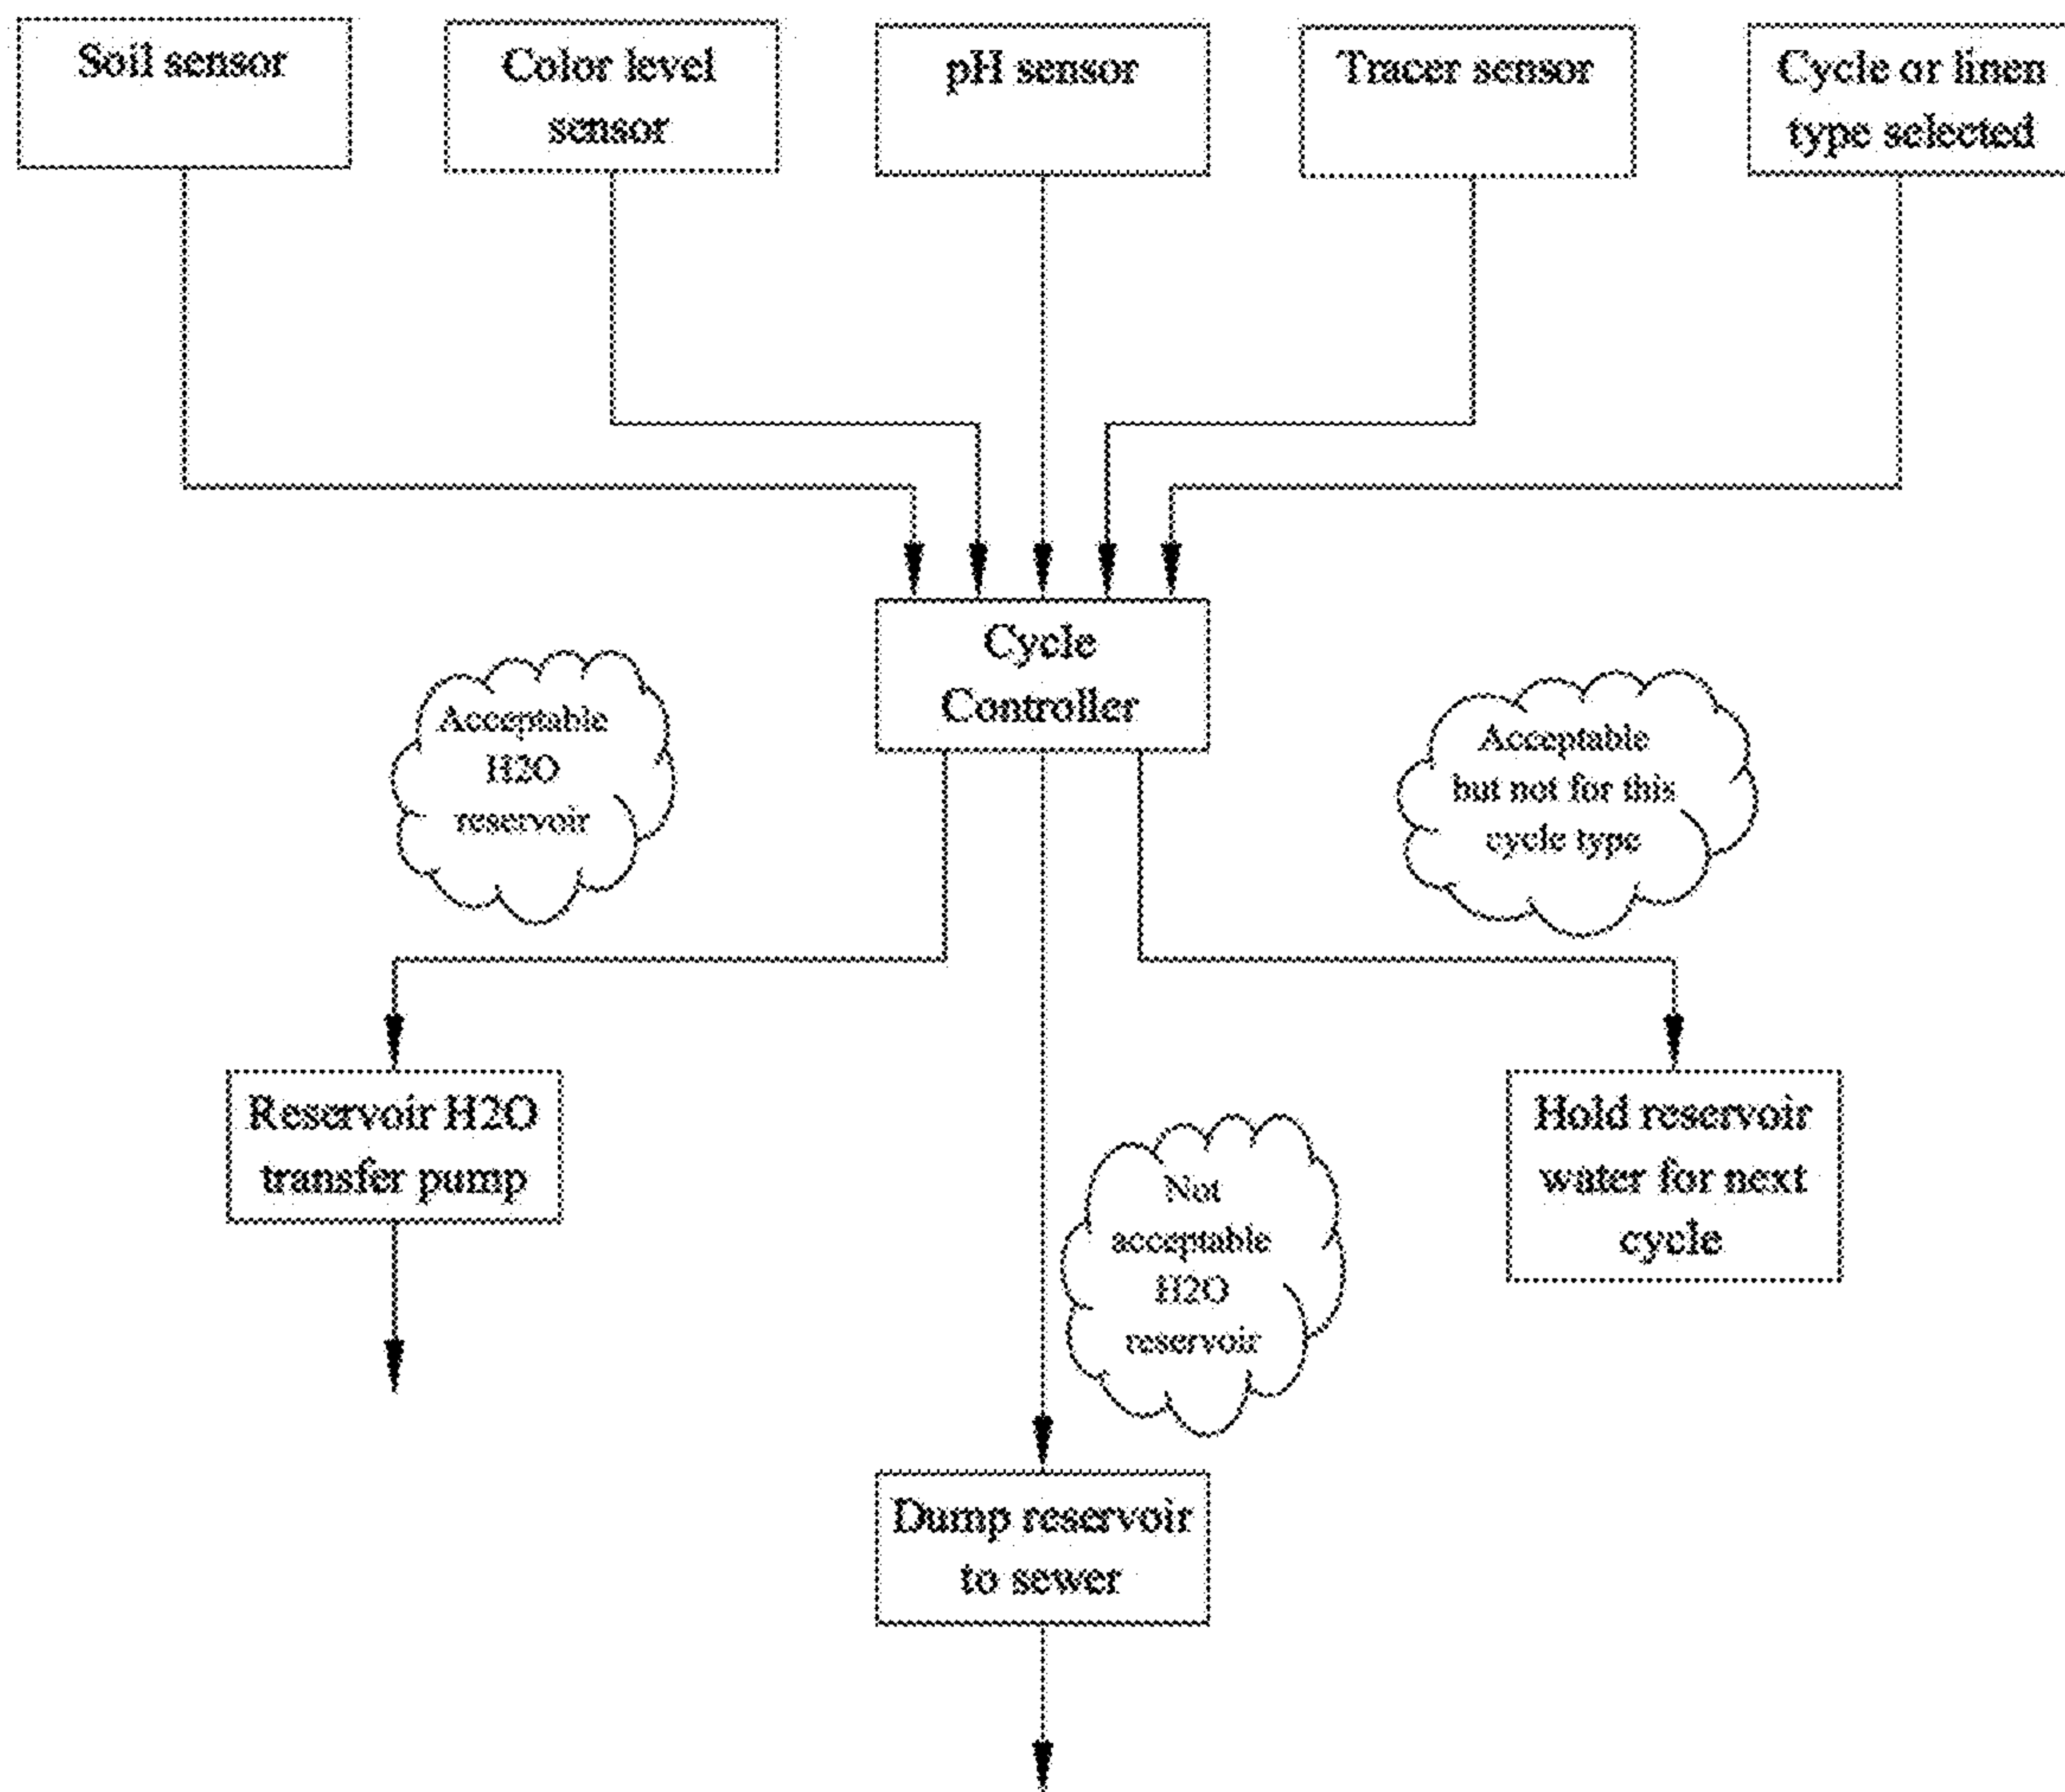 Soil sensor
Color level
sensor
pH sensor
Tracer sensor
Cycle or linen
type selected
Cycle
Controller
Acceptable
H2O
reservoir
Acceptable
but not for this
cycle type
Reservoir H2O
transfer pump
Not
acceptable
H2O
reservoir
Hold reservoir
water for next
cycle
Dump reservoir
to sewer